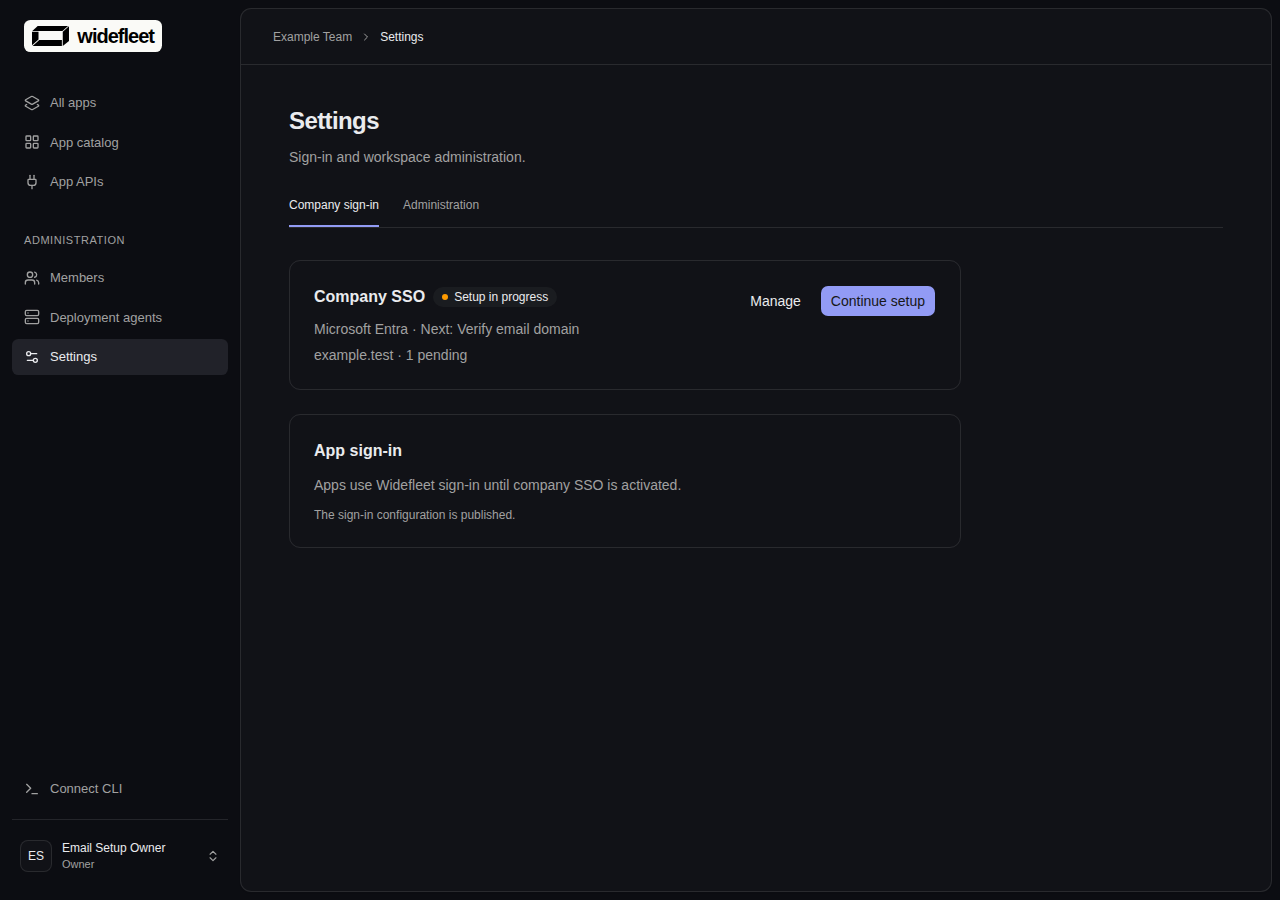 widefleet
Example Team
Settings
All apps
App catalog
App APIs
ADMINISTRATION
Members
Deployment agents
Settings
Connect CLI
ES
Email Setup Owner
Owner
Settings
Sign-in and workspace administration.
Company sign-in
Administration
Company SSO
Setup in progress
Manage
Continue setup
Microsoft Entra · Next: Verify email domain
example.test · 1 pending
App sign-in
Apps use Widefleet sign-in until company SSO is activated.
The sign-in configuration is published.